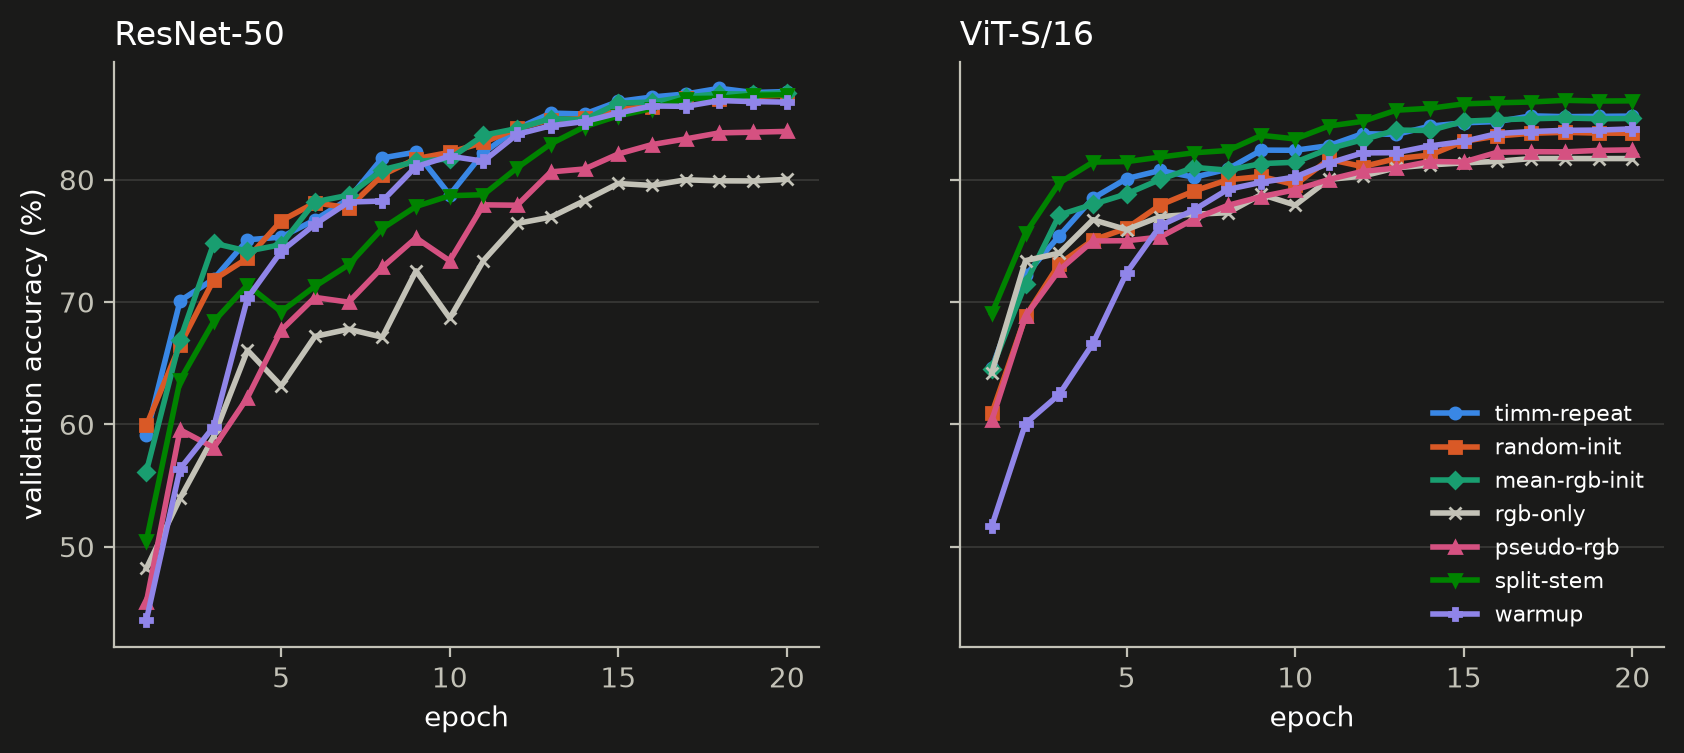 ResNet-50
ViT-S/16
validation accuracy (%)
80
70
60
50
5
10
15
20
epoch
5
10
15
20
epoch
timm-repeat
random-init
mean-rgb-init
rgb-only
pseudo-rgb
split-stem
warmup